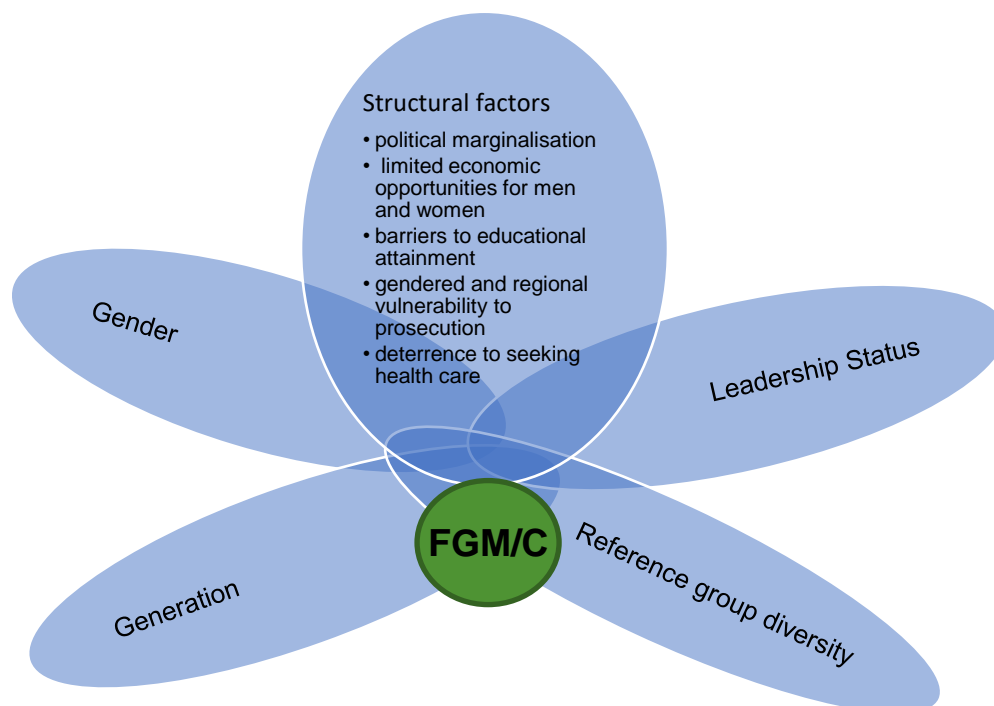 Structural factors
• political marginalisation
• limited economic
opportunities for men
and women
• barriers to educational
attainment
• gendered and regional
vulnerability to
prosecution
• deterrence to seeking
health care
Gender
Leadership Status
FGM/C
Generation
Reference group diversity